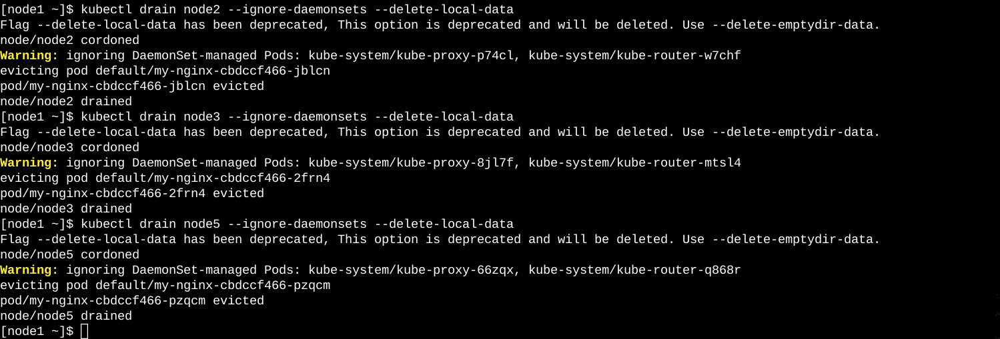 [node1 ~]$ kubectl drain node2 --ignore-daemonsets --delete-local-data
Flag --delete-local-data has been deprecated, This option is deprecated and will be deleted. Use --delete-emptydir-data.
node/node2 cordoned
Warning: ignoring DaemonSet-managed Pods: kube-system/kube-proxy-p74cl, kube-system/kube-router-w7chf
evicting pod default/my-nginx-cbdccf466-jblcn
pod/my-nginx-cbdccf466-jblcn evicted
node/node2 drained
[node1 ~]$ kubectl drain node3 --ignore-daemonsets --delete-local-data
Flag --delete-local-data has been deprecated, This option is deprecated and will be deleted. Use --delete-emptydir-data.
node/node3 cordoned
Warning: ignoring DaemonSet-managed Pods: kube-system/kube-proxy-8jl7f, kube-system/kube-router-mtsl4
evicting pod default/my-nginx-cbdccf466-2frn4
pod/my-nginx-cbdccf466-2frn4 evicted
node/node3 drained
[node1 ~]$ kubectl drain node5 --ignore-daemonsets --delete-local-data
Flag --delete-local-data has been deprecated, This option is deprecated and will be deleted. Use --delete-emptydir-data.
node/node5 cordoned
Warning: ignoring DaemonSet-managed Pods: kube-system/kube-proxy-66zqx, kube-system/kube-router-q868r
evicting pod default/my-nginx-cbdccf466-pzqcm
pod/my-nginx-cbdccf466-pzqcm evicted
node/node5 drained
[node1 ~]$